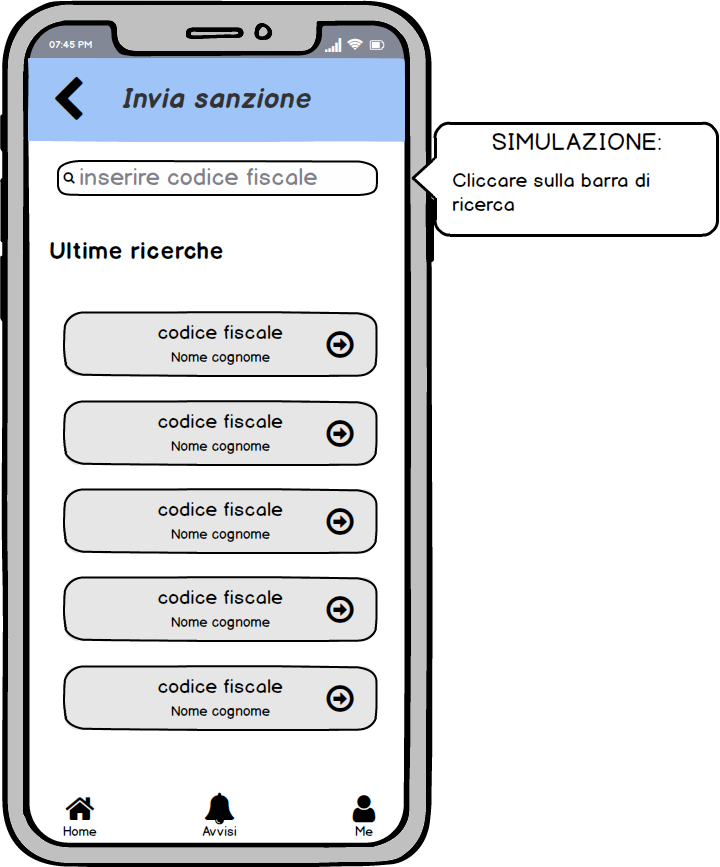 07:45 PM
Invia sanzione
inserire codice fiscale
SIMULAZIONE:
Cliccare sulla barra di
ricerca
Ultime ricerche
codice fiscale
Nome cognome
codice fiscale
Nome cognome
codice fiscale
Nome cognome
codice fiscale
Nome cognome
codice fiscale
Nome cognome
Home
Avvisi
Me